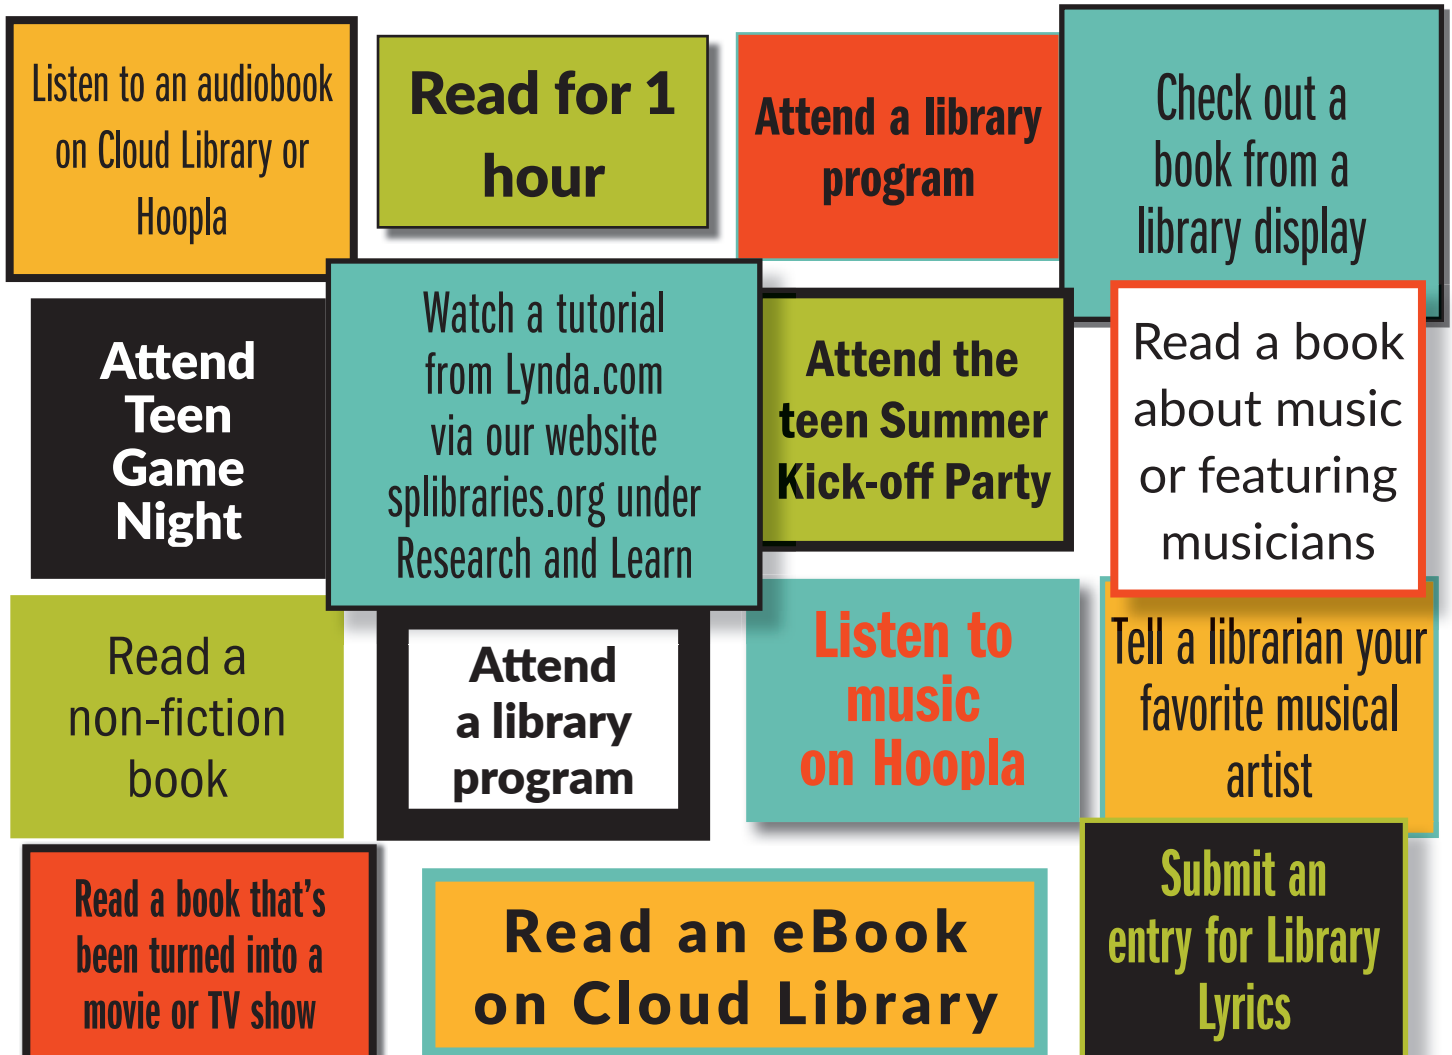 Listen to an audiobook
on Cloud Library or
Hoopla
Read for 1
hour
Attend a library
program
Check out a
book from a
library display
Attend
Teen
Game
Night
Watch a tutorial
from Lynda.com
via our website
splibraries.org under
Research and Learn
Attend the
teen Summer
Kick-off Party
Read a book
about music
or featuring
musicians
Read a
non-fiction
book
Attend
a library
program
Listen to
music
on Hoopla
Tell a librarian your
favorite musical
artist
Read a book that's
been turned into a
movie or TV show
Read an eBook
on Cloud Library
Submit an
entry for Library
Lyrics